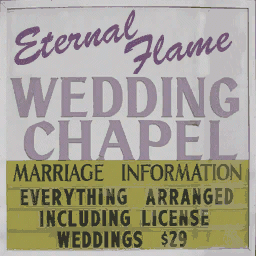 Eternal
Flame
WEDDING
CHAPEL
MARRIAGE INFORMATION
EVERYTHING ARRANGED
INCLUDING LICENSE
WEDDINGS $29